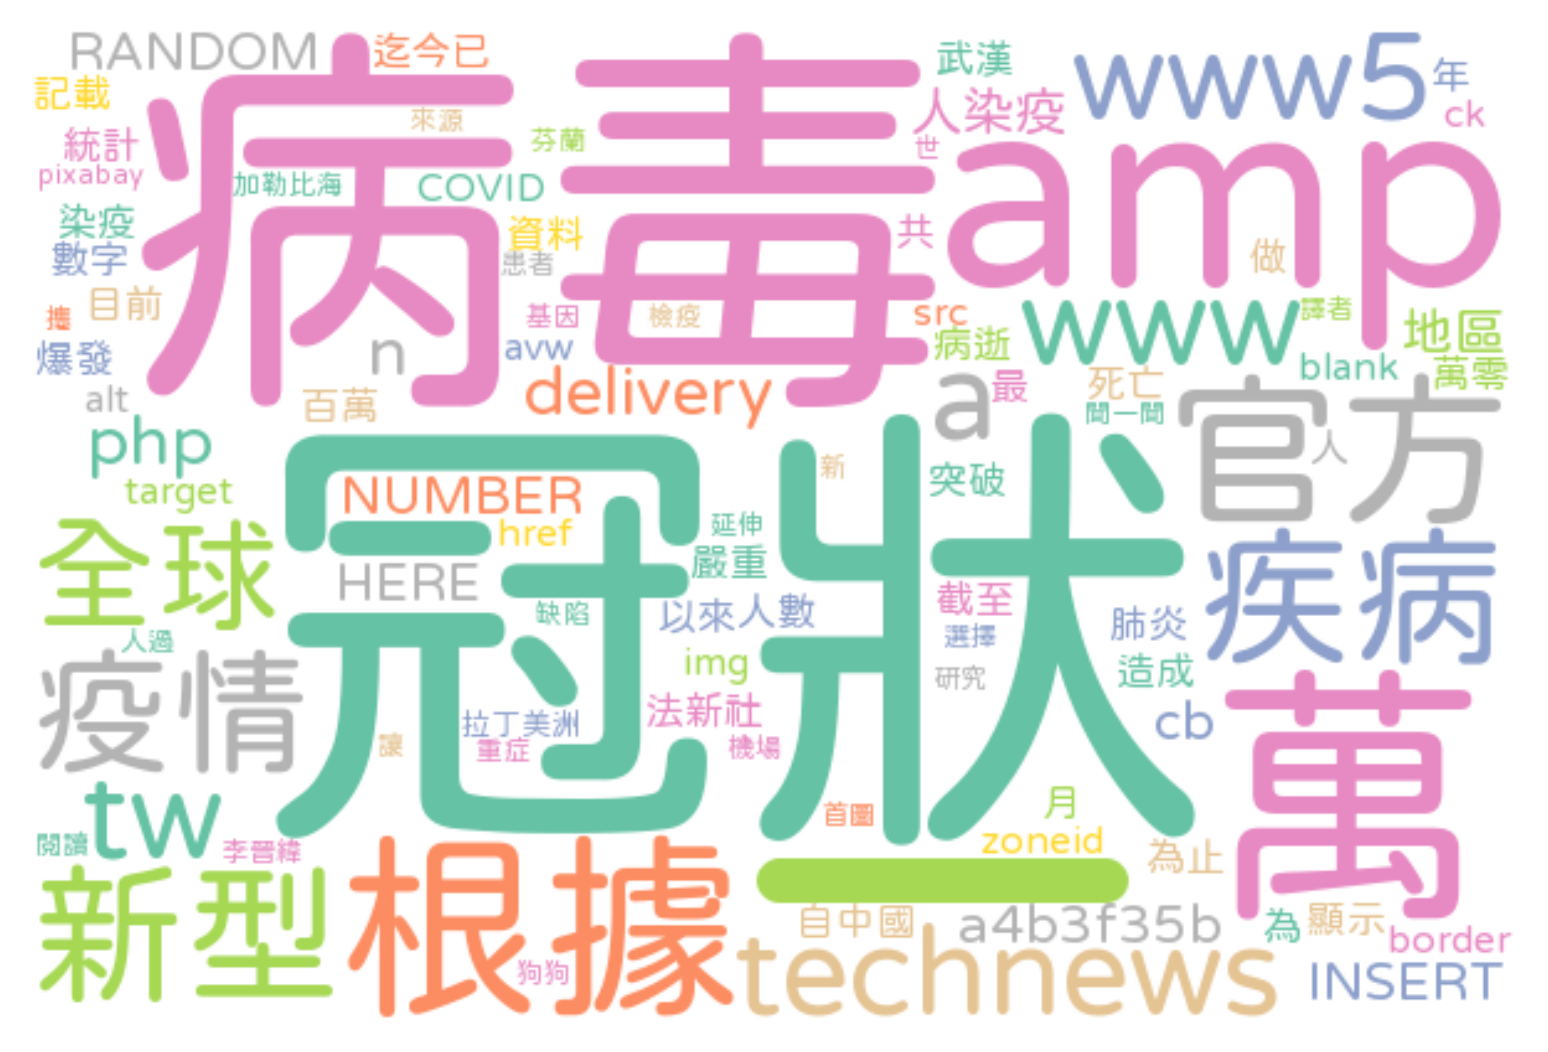 RANDOM
迄今已
記載
統計
pixabay
染疫
數字
目前
攜
爆發
alt
php
target
病毒
來源
芬蘭
加勒比海
COVID
資料
患者
基因
檢疫
avw
n
百萬
delivery
武漢
人染疫
世
共
src
病逝
www5
年
ck
amp
做
www
譯者
地區
blank
萬零
a
最
死亡
聞一聞
官方
人
突破
冠狀
NUMBER
href
HERE
新
延伸
嚴重
缺陷
以來
人數
img
法新社
拉丁美洲
重症
讓
機場
截至
選擇
研究
肺炎
造成
cb
疾病
萬
全球
人過
疫情
tw
閱讀
李晉緯
新型
根據
狗狗
首圖
月
zoneid
為止
一
自中國
a4b3f35b
為
顯示
border
technews
INSERT